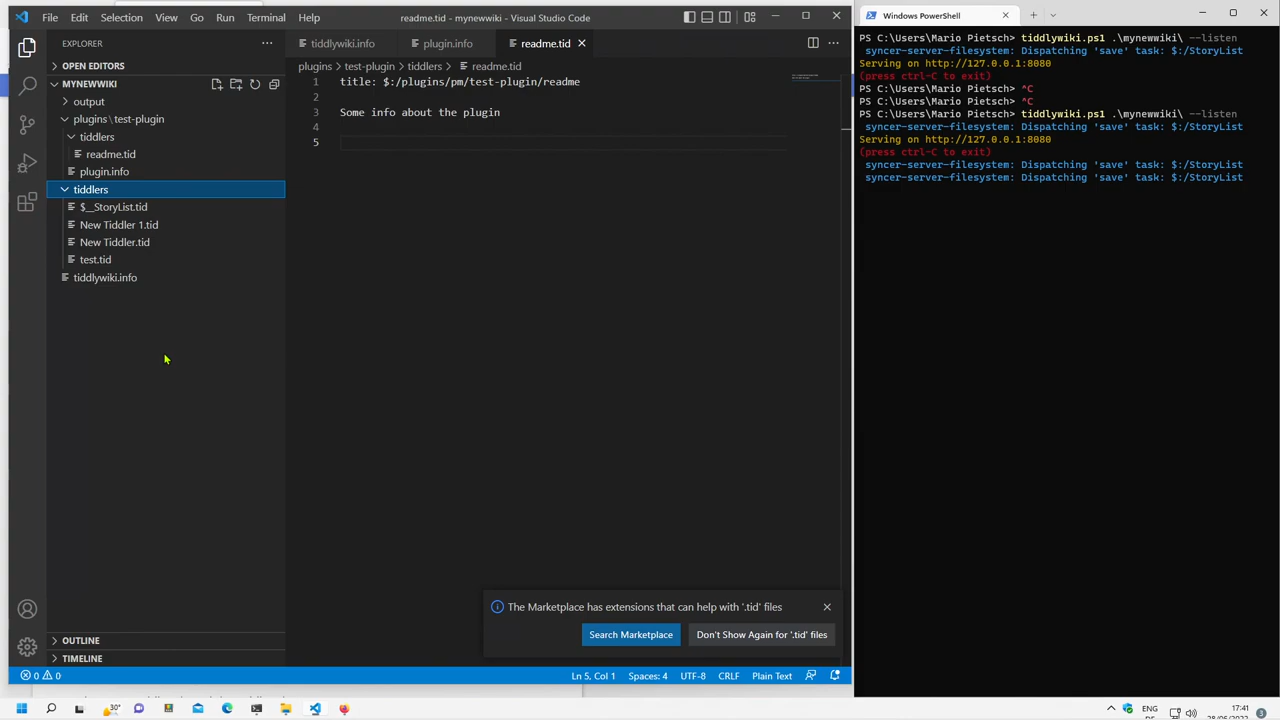 File Edit Selection View Go Run Terminal Help
readme.tid - mynewwiki - Visual Studio Code
EXPLORER
OPEN EDITORS
MYNEWWIKI
output
plugins\test-plugin
tiddlers
readme.tid
plugin.info
tiddlers
$__StoryList.tid
New Tiddler 1.tid
New Tiddler.tid
test.tid
tiddlywiki.info
OUTLINE
TIMELINE
tiddlywiki.info plugin.info readme.tid
plugins > test-plugin > tiddlers > readme.tid
1 title: $:/plugins/pm/test-plugin/readme
2
3 Some info about the plugin
4
5
The Marketplace has extensions that can help with '.tid' files
Search Marketplace Don't Show Again for '.tid' files
0 0 Ln 5, Col 1 Spaces: 4 UTF-8 CRLF Plain Text
Windows PowerShell
PS C:\Users\Mario Pietsch> tiddlywiki.ps1 .\mynewwiki\ --listen
syncer-server-filesystem: Dispatching 'save' task: $:/StoryList
Serving on http://127.0.0.1:8080
(press ctrl-C to exit)
PS C:\Users\Mario Pietsch> ^C
PS C:\Users\Mario Pietsch> ^C
PS C:\Users\Mario Pietsch> tiddlywiki.ps1 .\mynewwiki\ --listen
syncer-server-filesystem: Dispatching 'save' task: $:/StoryList
Serving on http://127.0.0.1:8080
(press ctrl-C to exit)
syncer-server-filesystem: Dispatching 'save' task: $:/StoryList
syncer-server-filesystem: Dispatching 'save' task: $:/StoryList
30°
ENG
17:41